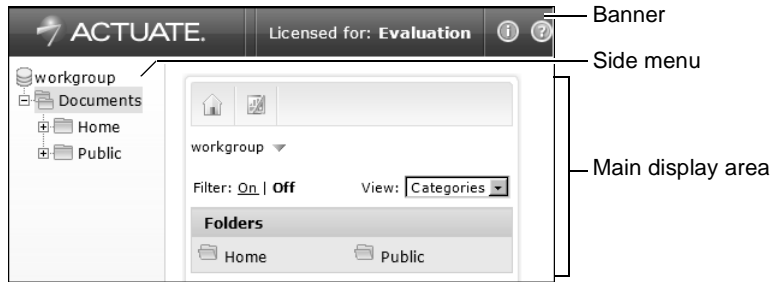 ACTUATE.
Licensed for: Evaluation
Banner
workgroup
Side menu
Documents
Home
Public
workgroup
Filter: On | Off
View: Categories
Main display area
Folders
Home
Public